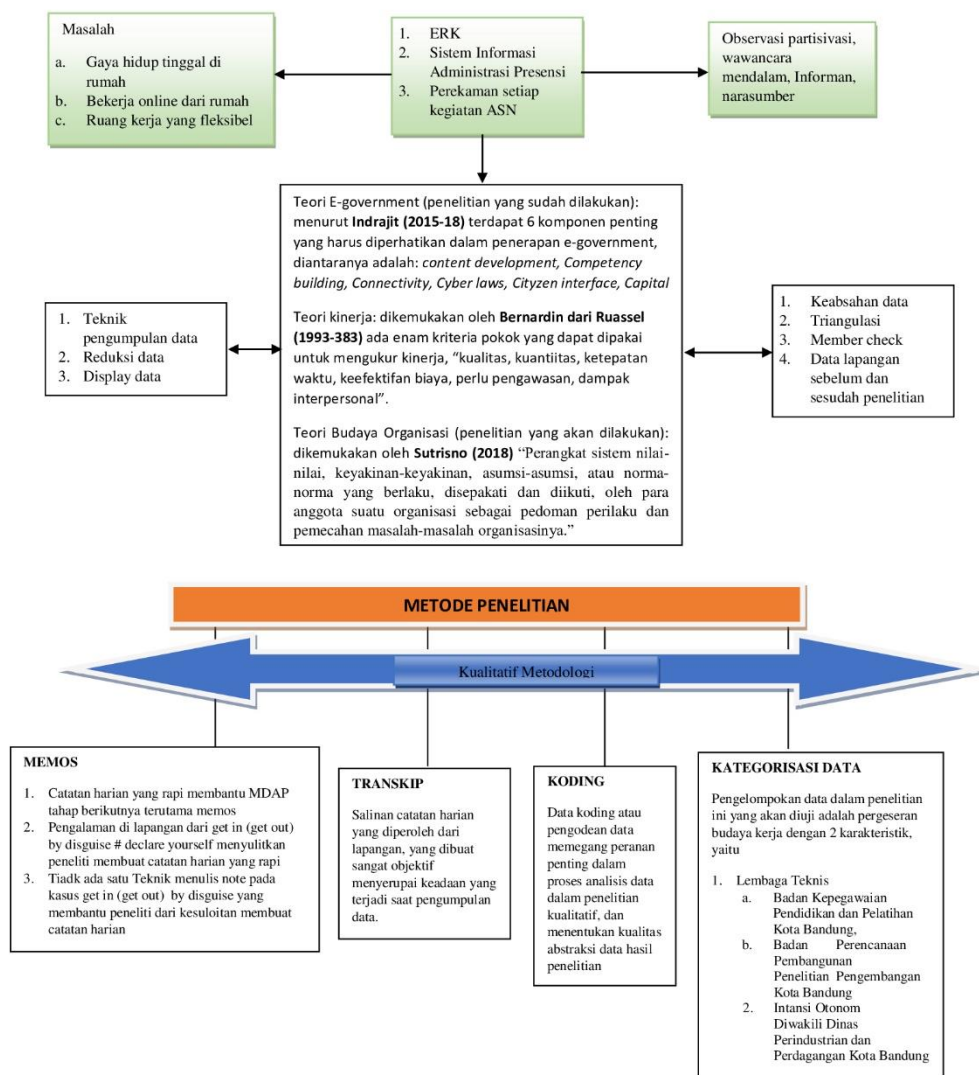 Masalah
a. Gaya hidup tinggal di
rumah
b. Bekerja online dari rumah
c. Ruang kerja yang fleksibel
1. ERK
2. Sistem Informasi
Administrasi Presensi
3. Perekaman setiap
kegiatan ASN
Observasi partisivasi,
wawancara
mendalam, Informan,
narasumber
Teori E-government (penelitian yang sudah dilakukan):
menurut Indrajit (2015-18) terdapat 6 komponen penting
yang harus diperhatikan dalam penerapan e-government,
diantaranya adalah: content development, Competency
building, Connectivity, Cyber laws, Cityzen interface, Capital
Teori kinerja: dikemukakan oleh Bernardin dari Ruassel
(1993-383) ada enam kriteria pokok yang dapat dipakai
untuk mengukur kinerja, “kualitas, kuantiitas, ketepatan
waktu, keefektifan biaya, perlu pengawasan, dampak
interpersonal”.
Teori Budaya Organisasi (penelitian yang akan dilakukan):
dikemukakan oleh Sutrisno (2018) “Perangkat sistem nilai-
nilai, keyakinan-keyakinan, asumsi-asumsi, atau norma-
norma yang berlaku, disepakati dan diikuti, oleh para
anggota suatu organisasi sebagai pedoman perilaku dan
pemecahan masalah-masalah organisasinya.”
1. Teknik
pengumpulan data
2. Reduksi data
3. Display data
1. Keabsahan data
2. Triangulasi
3. Member check
4. Data lapangan
sebelum dan
sesudah penelitian
METODE PENELITIAN
Kualitatif Metodologi
MEMOS
1. Catatan harian yang rapi membantu MDAP
tahap berikutnya terutama memos
2. Pengalaman di lapangan dari get in (get out)
by disguise # declare yourself menyulitkan
peneliti membuat catatan harian yang rapi
3. Tiadk ada satu Teknik menulis note pada
kasus get in (get out) by disguise yang
membantu peneliti dari kesuloitan membuat
catatan harian
TRANSKIP
Salinan catatan harian
yang diperoleh dari
lapangan, yang dibuat
sangat objektif
menyerupai keadaan yang
terjadi saat pengumpulan
data.
KODING
Data koding atau
pengodean data
memegang peranan
penting dalam
proses analisis data
dalam penelitian
kualitatif, dan
menentukan kualitas
abstraksi data hasil
penelitian
KATEGORISASI DATA
Pengelompokan data dalam penelitian
ini yang akan diuji adalah pergeseran
budaya kerja dengan 2 karakteristik,
yaitu
1. Lembaga Teknis
a. Badan Kepegawaian
Pendidikan dan Pelatihan
Kota Bandung,
b. Badan Perencanaan
Pembangunan
Penelitian Pengembangan
Kota Bandung
2. Intansi Otonom
Diwakili Dinas
Perindustrian dan
Perdagangan Kota Bandung